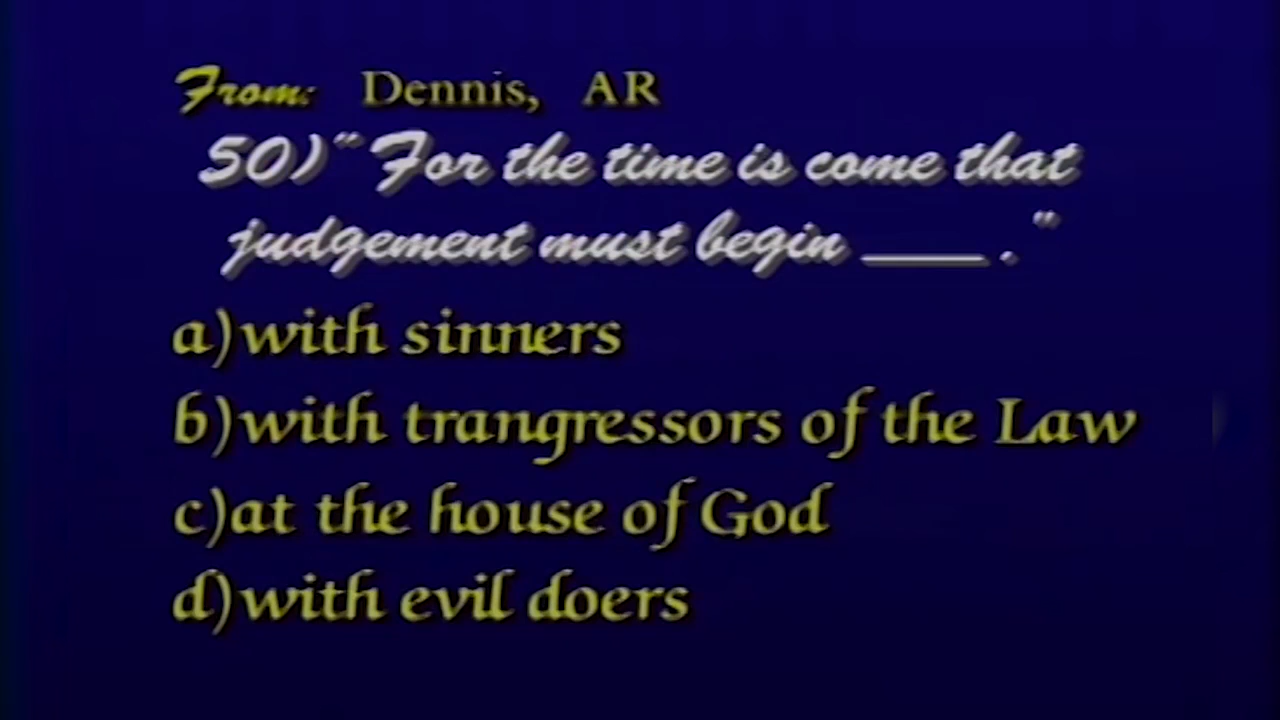 From: Dennis, AR
50) "For the time is come that
judgement must begin ____ ."
a) with sinners
b) with trangressors of the Law
c) at the house of God
d) with evil doers